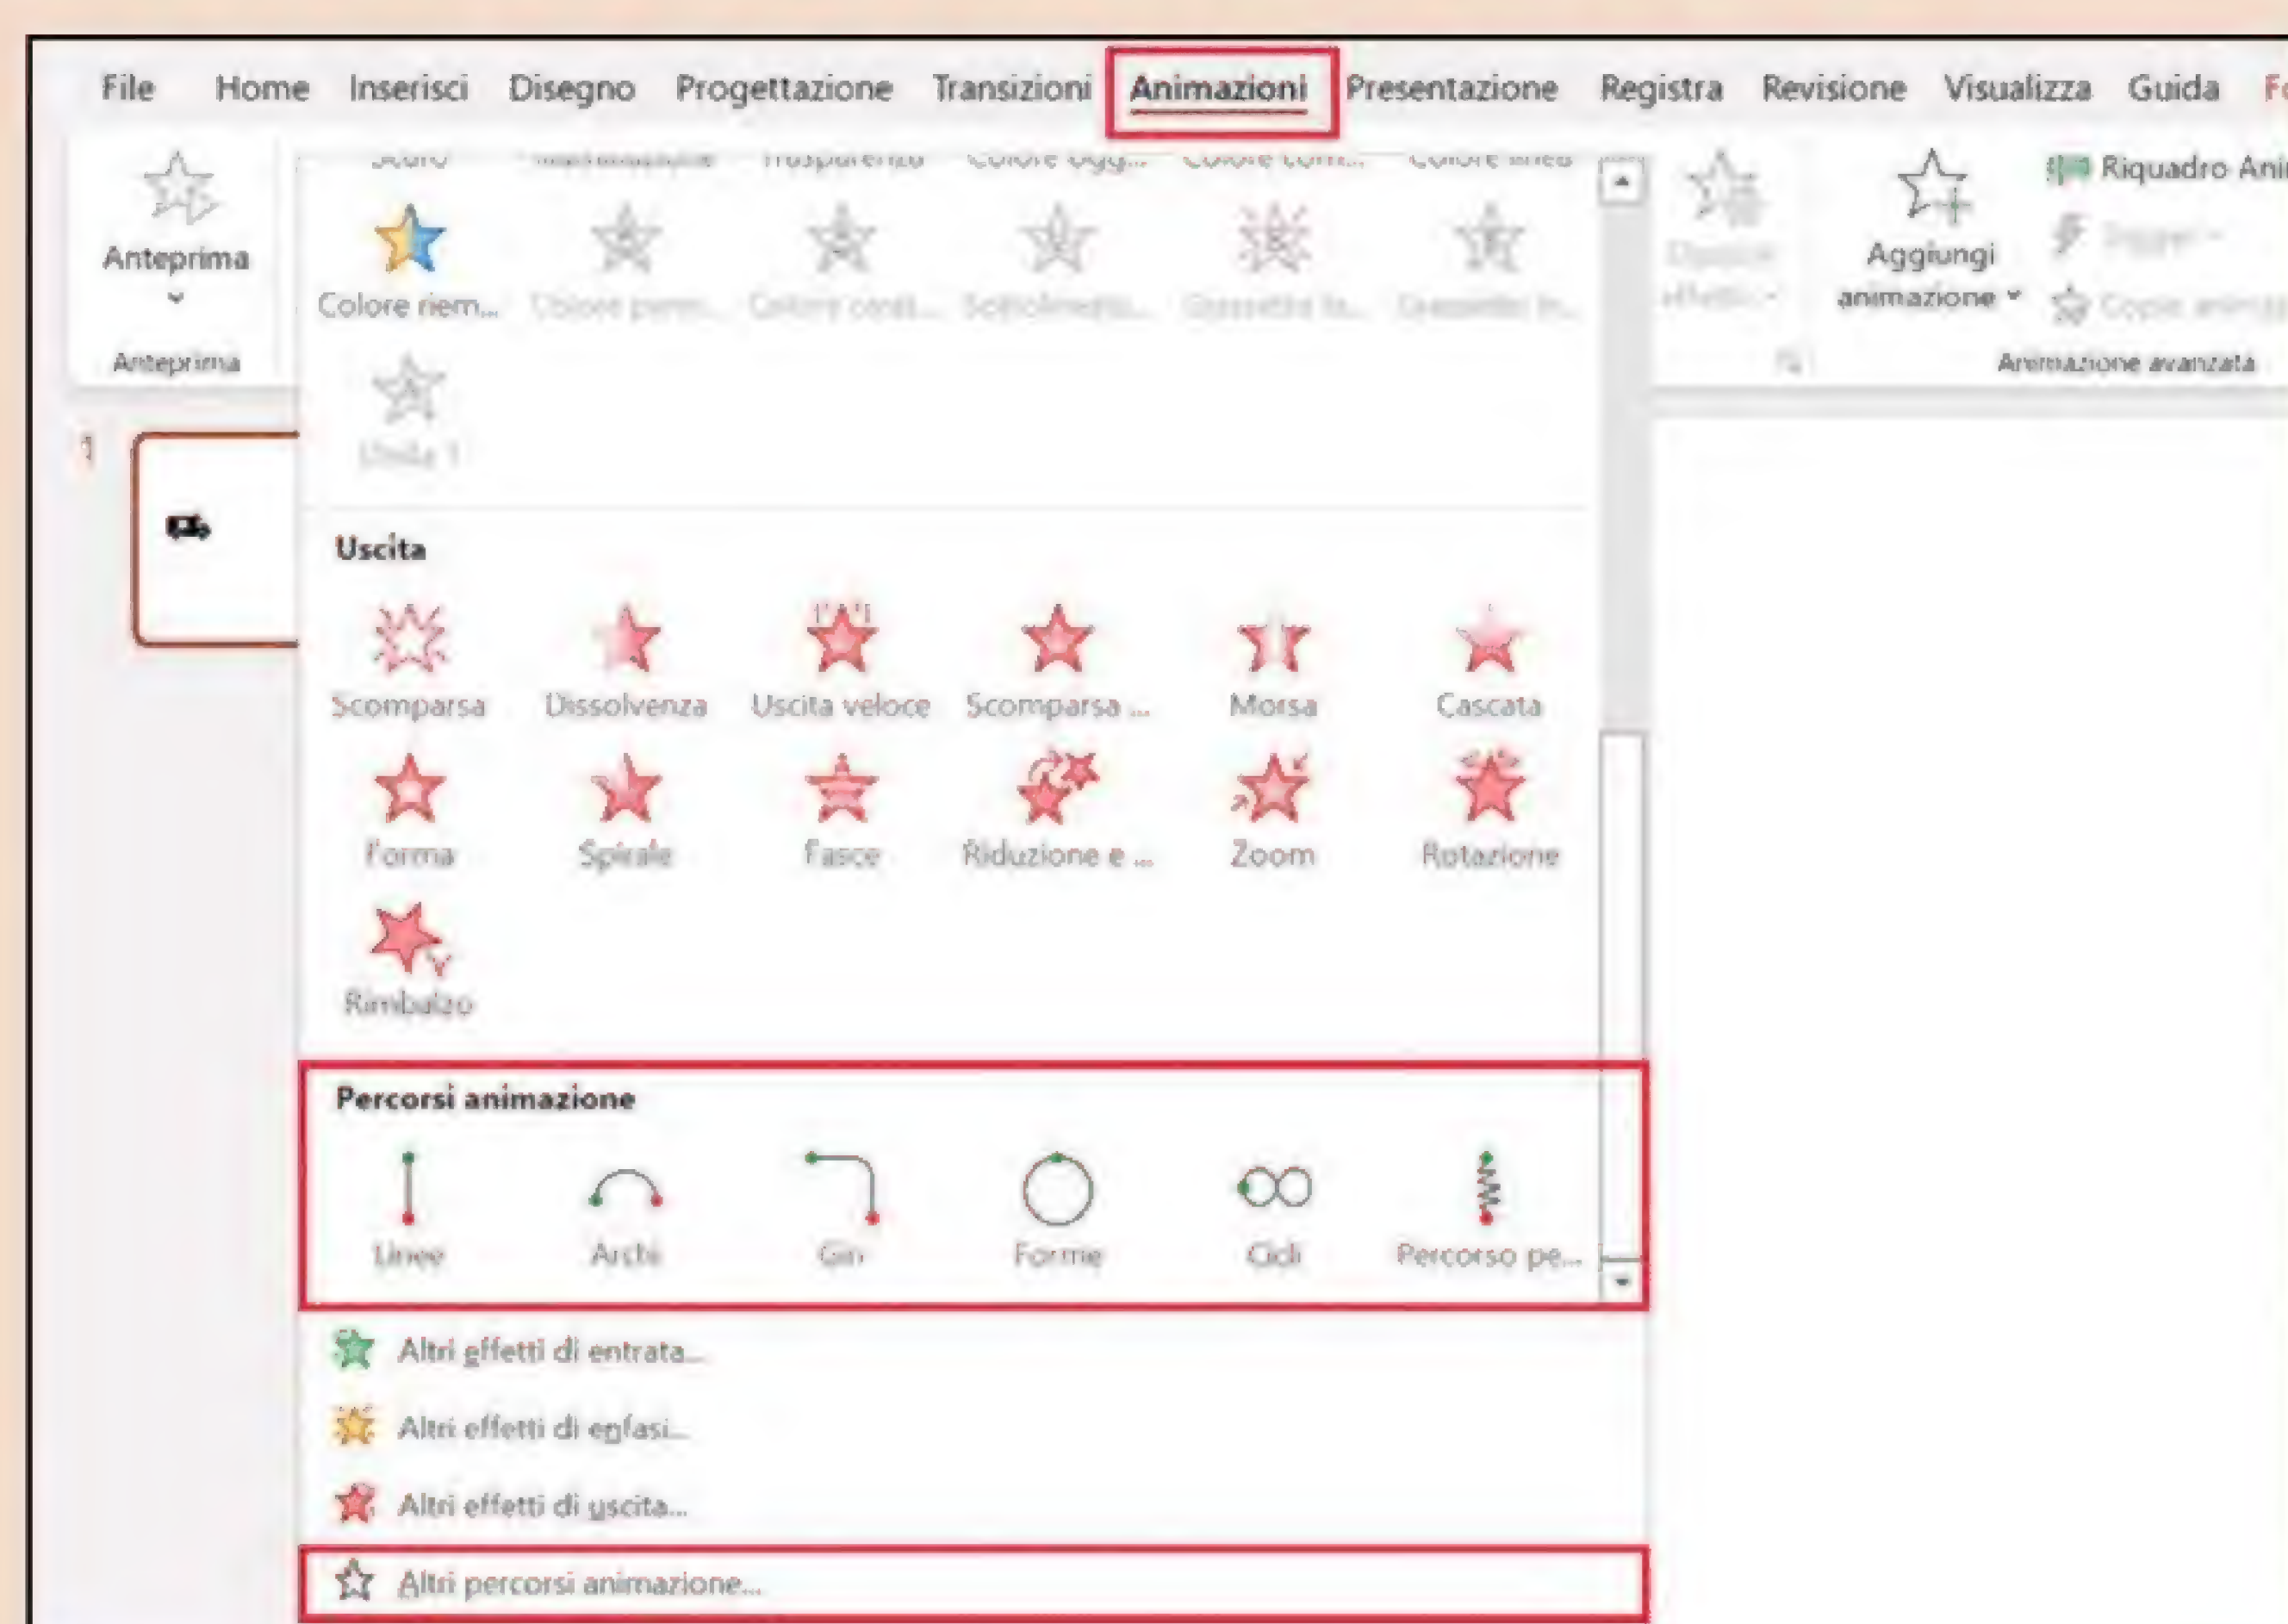 File Home Inserisci Disegno Progettazione Transizioni Animazioni Presentazione Registra Revisione Visualizza Guida
Riquadro
Anteprima
Aggiungi
animazione
Anteprima
Animazione avanzata
Colore riem...
1
Uscita
Scomparsa Dissolvenza Uscita veloce Scomparsa ... Morsa Cascata
Forma Spirale Fasce Riduzione e ... Zoom Rotazione
Rimbalzo
Percorsi animazione
Linee Archi Giri Forme Cicli Percorso pe...
Altri effetti di entrata...
Altri effetti di enfasi...
Altri effetti di uscita...
Altri percorsi animazione...